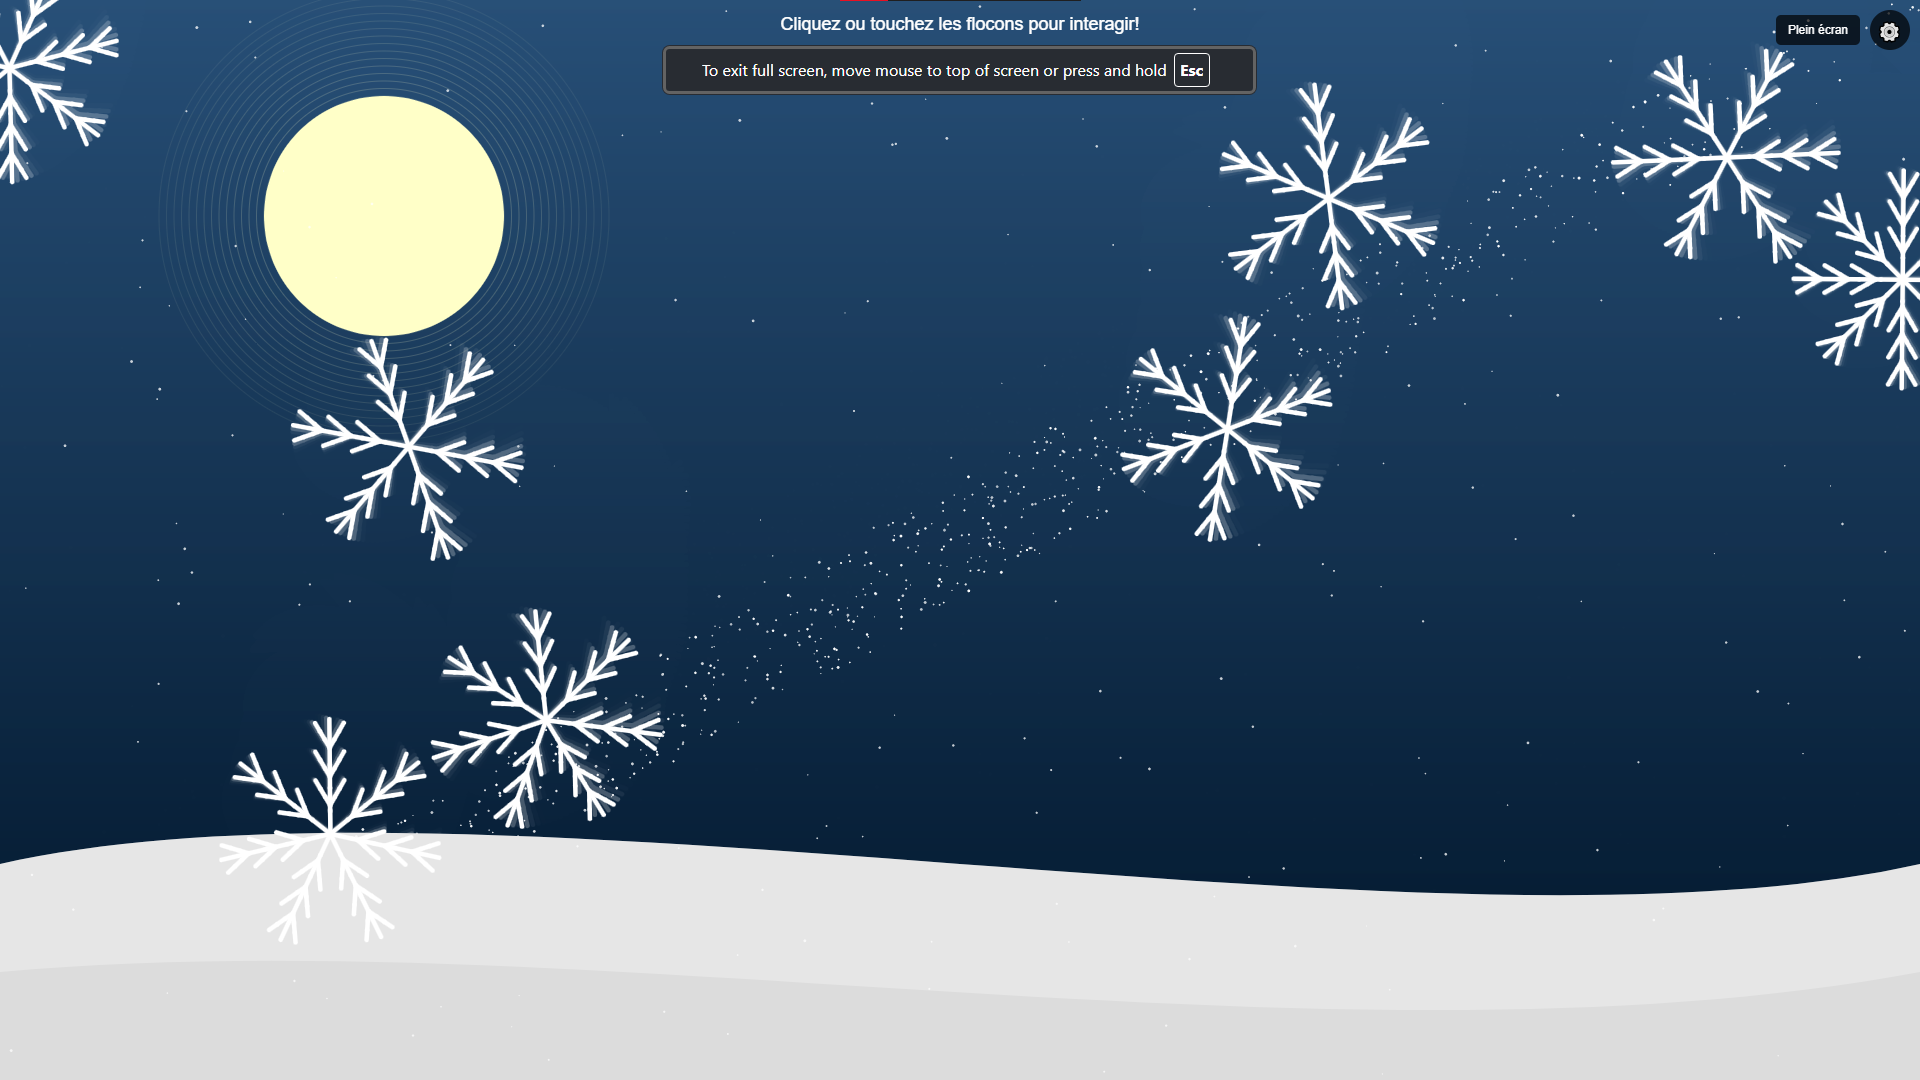 Cliquez ou touchez les flocons pour interagir!
Plein écran
To exit full screen, move mouse to top of screen or press and hold Esc